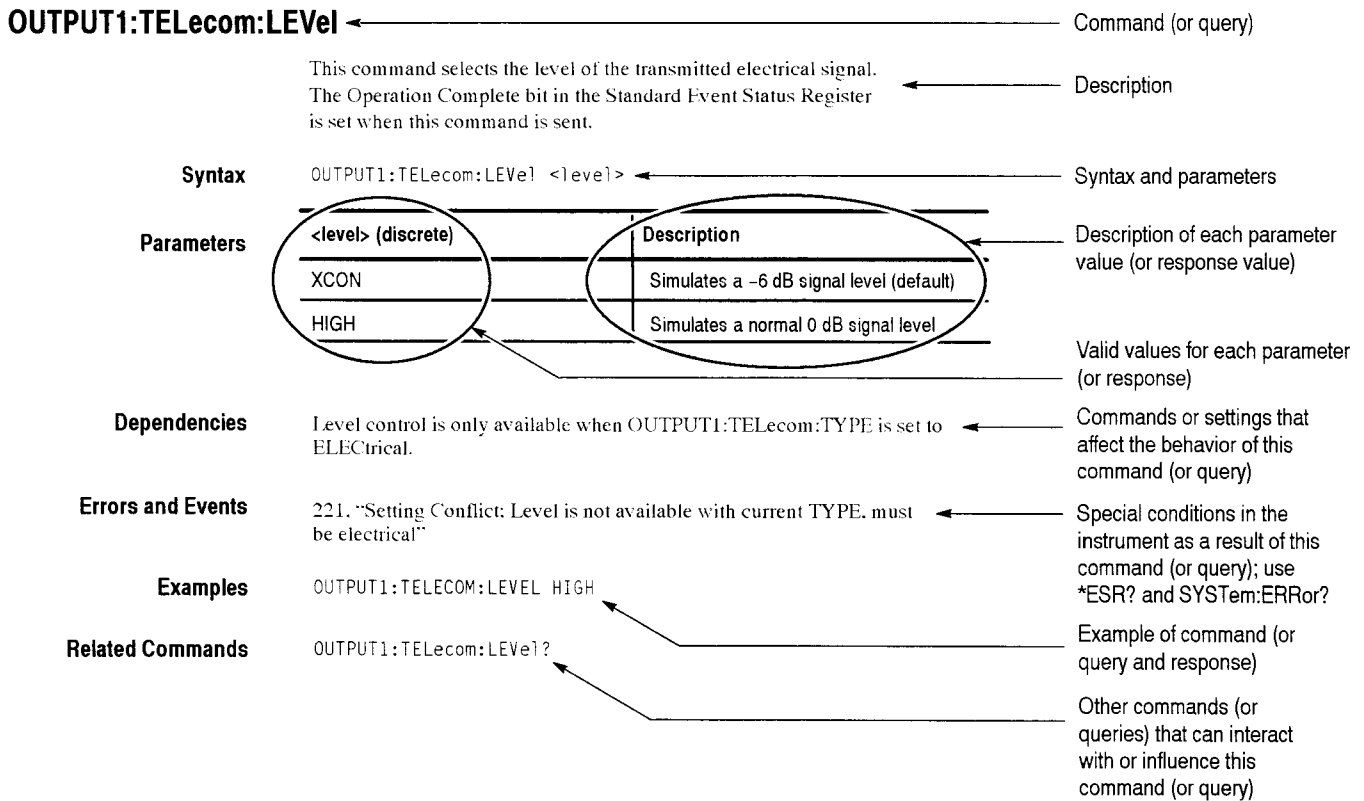 OUTPUT1:TELecom:LEVel
Command (or query)
This command selects the level of the transmitted electrical signal.
The Operation Complete bit in the Standard Event Status Register
is set when this command is sent.
Description
Syntax
OUTPUT1:TELecom:LEVel <level>
Syntax and parameters
Parameters
<level> (discrete)
Description
XCON
Simulates a –6 dB signal level (default)
HIGH
Simulates a normal 0 dB signal level
Description of each parameter
value (or response value)
Valid values for each parameter
(or response)
Dependencies
Level control is only available when OUTPUT1:TELecom:TYPE is set to
ELECtrical.
Commands or settings that
affect the behavior of this
command (or query)
Errors and Events
221, "Setting Conflict: Level is not available with current TYPE, must
be electrical"
Special conditions in the
instrument as a result of this
command (or query); use
*ESR? and SYSTem:ERRor?
Examples
OUTPUT1:TELECOM:LEVEL HIGH
Example of command (or
query and response)
Related Commands
OUTPUT1:TELecom:LEVel?
Other commands (or
queries) that can interact
with or influence this
command (or query)